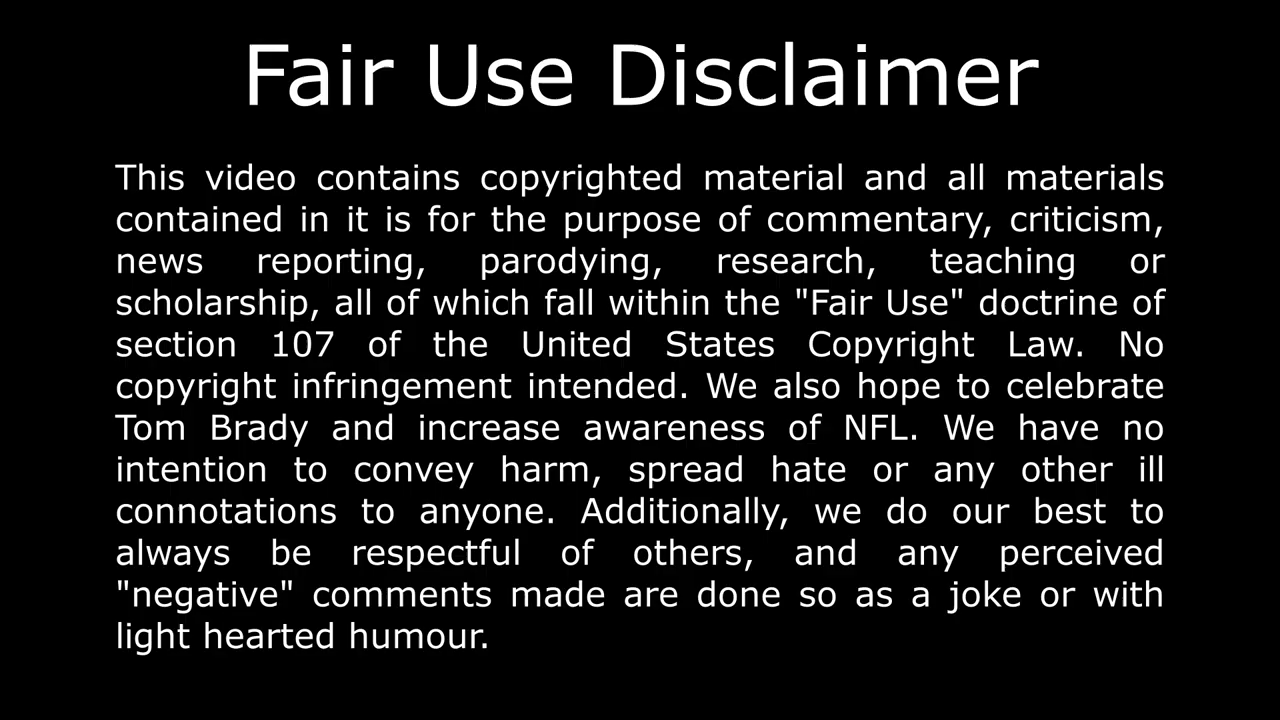 Fair Use Disclaimer
This video contains copyrighted material and all materials
contained in it is for the purpose of commentary, criticism,
news reporting, parodying, research, teaching or
scholarship, all of which fall within the "Fair Use" doctrine of
section 107 of the United States Copyright Law. No
copyright infringement intended. We also hope to celebrate
Tom Brady and increase awareness of NFL. We have no
intention to convey harm, spread hate or any other ill
connotations to anyone. Additionally, we do our best to
always be respectful of others, and any perceived
"negative" comments made are done so as a joke or with
light hearted humour.